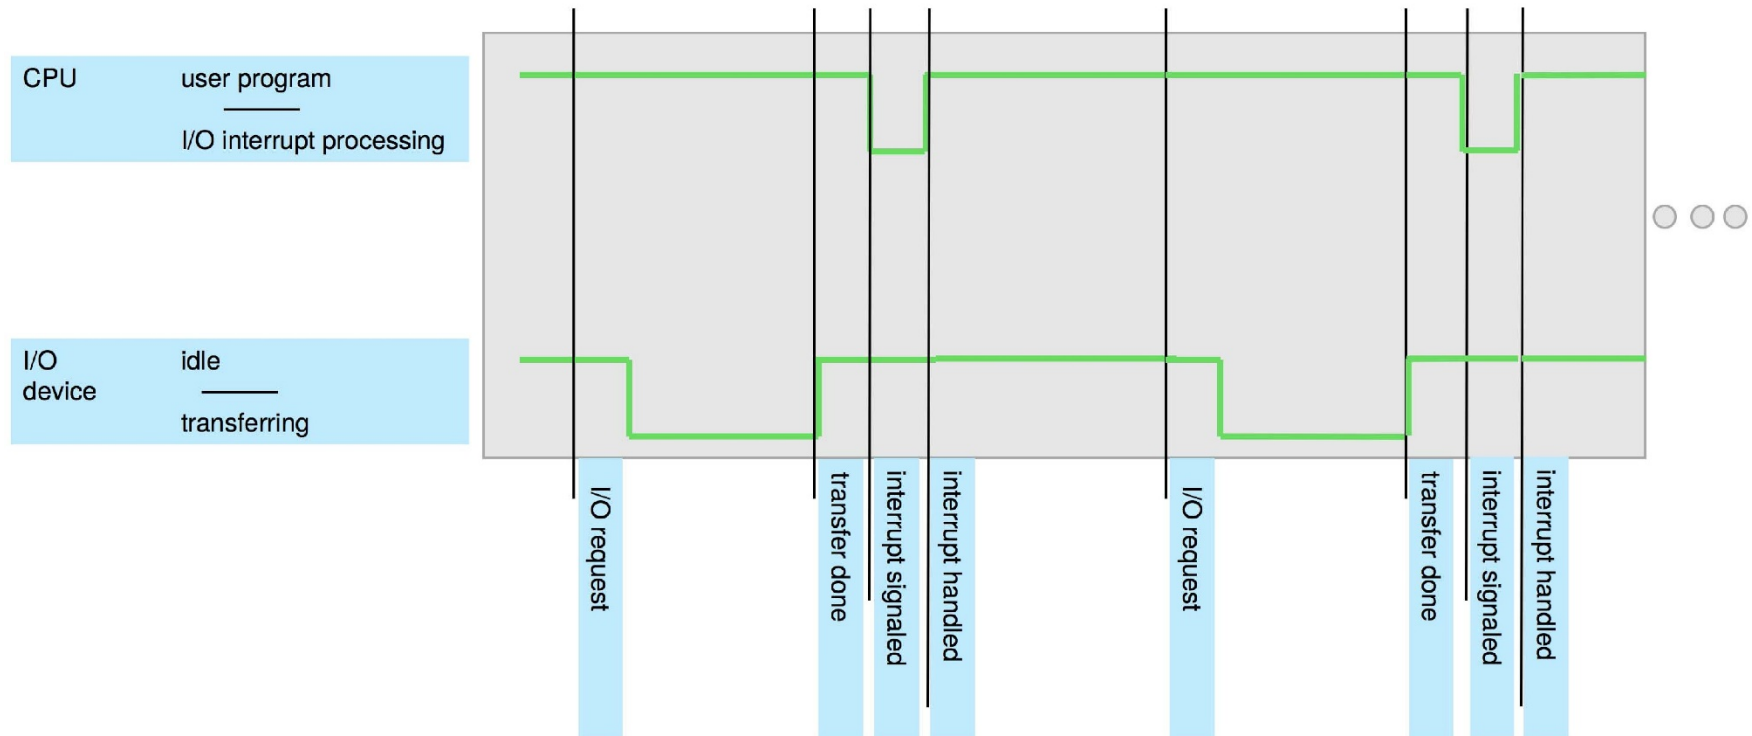 CPU
user program
I/O interrupt processing
I/O
device
idle
transferring
I/O request
transfer done
interrupt signaled
interrupt handled
I/O request
transfer done
interrupt signaled
interrupt handled